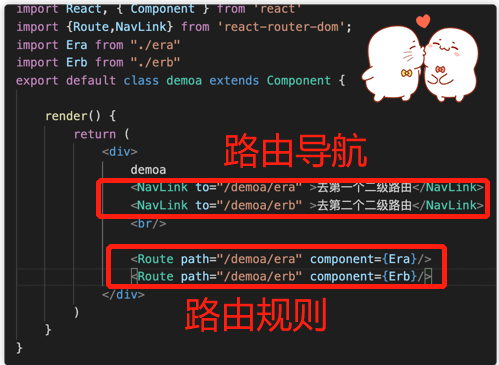 import React, { Component } from 'react'
import {Route,NavLink} from 'react-router-dom';
import Era from "./era"
import Erb from "./erb"
export default class demoa extends Component {
render() {
return (
<div>
路由导航
demoa
<NavLink to="/demoa/era" >去第一个二级路由</NavLink>
<NavLink to="/demoa/erb" >去第二个二级路由</NavLink>
<br/>
<Route path="/demoa/era" component={Era}/>
<Route path="/demoa/erb" component={Erb}/>
</div>
路由规则
)
}
}